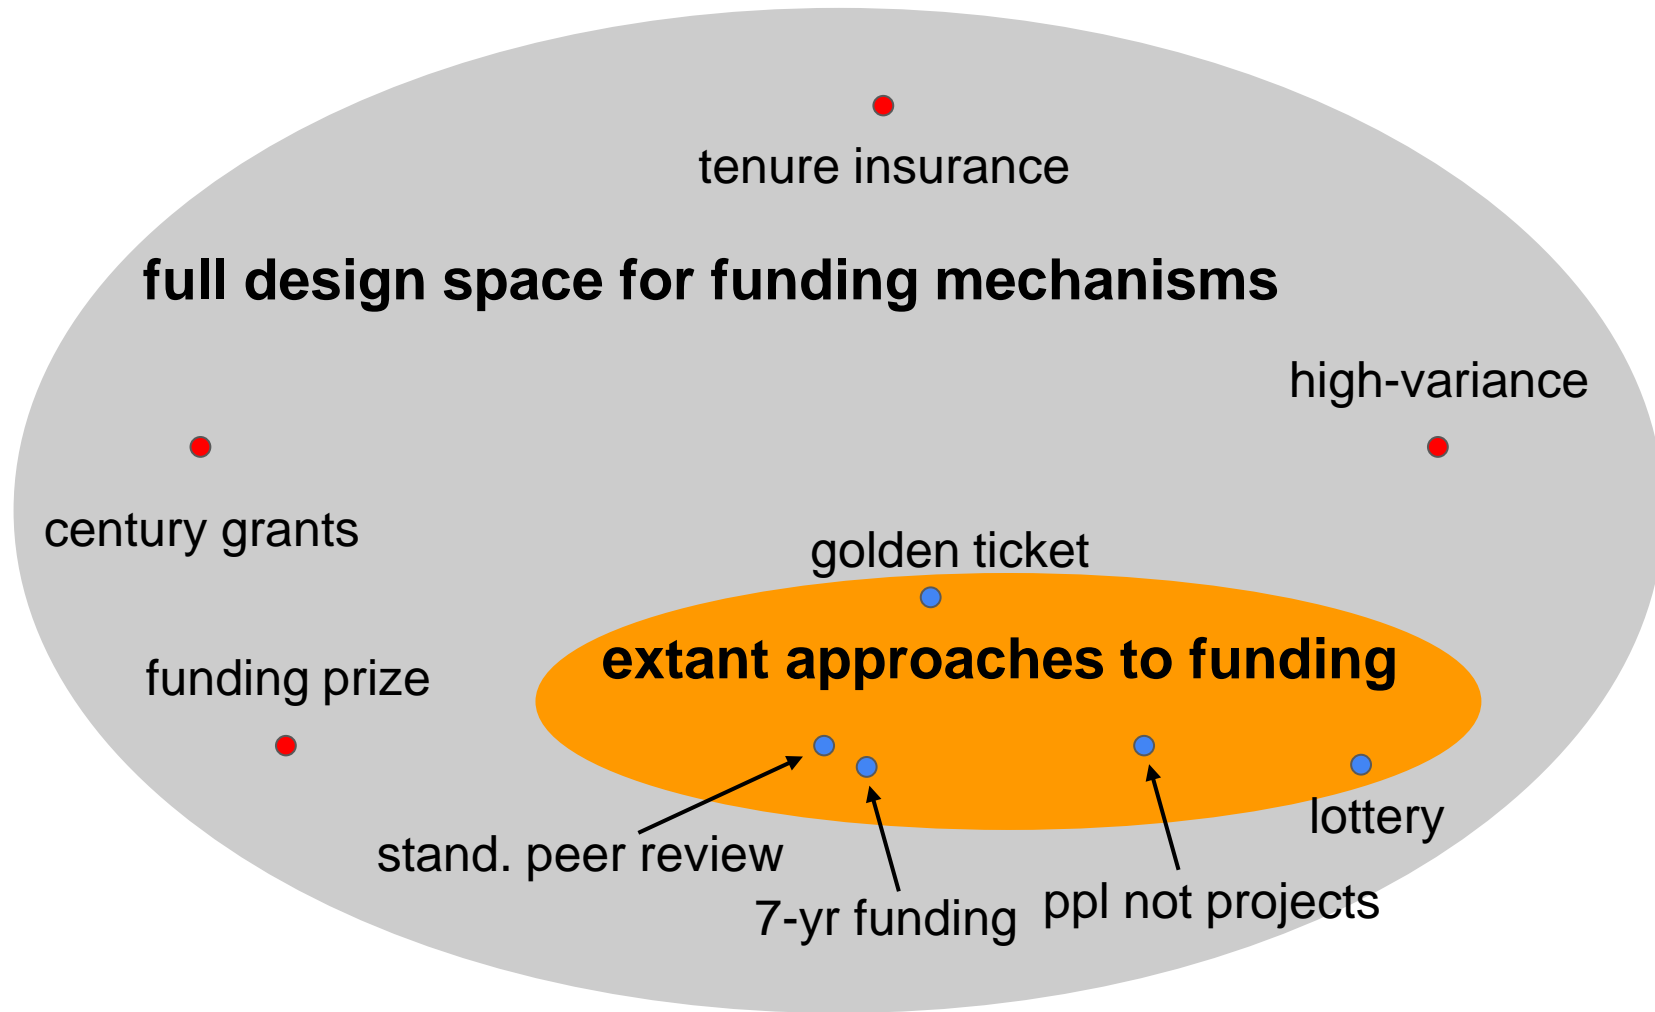 tenure insurance
full design space for funding mechanisms
high-variance
century grants
golden ticket
extant approaches to funding
funding prize
lottery
stand. peer review
7-yr funding
ppl not projects